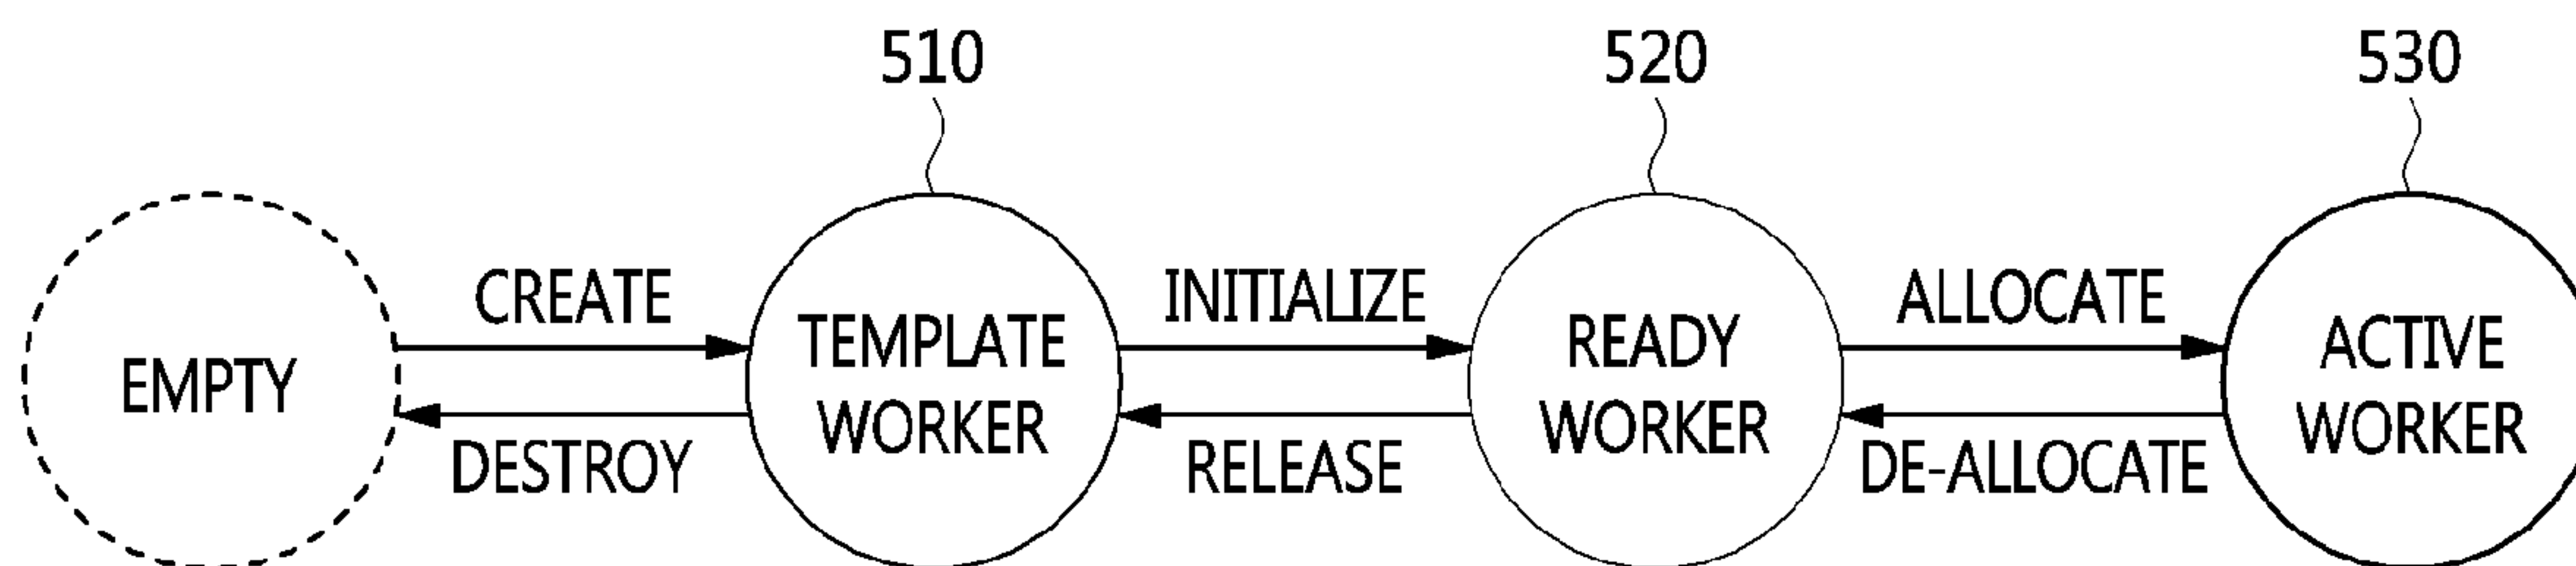 510
520
530
CREATE
INITIALIZE
ALLOCATE
EMPTY
TEMPLATE
WORKER
READY
WORKER
ACTIVE
WORKER
DESTROY
RELEASE
DE-ALLOCATE